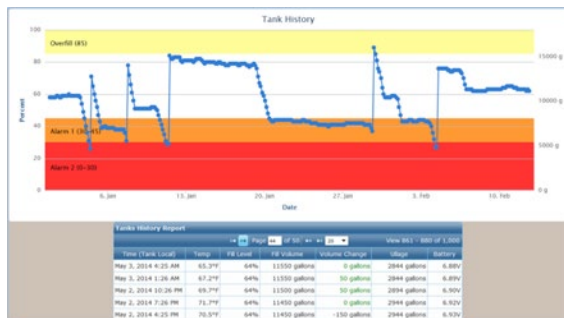 Tank History
100
80
60
40
20
0
Percent
Overfill (85)
Alarm 1 (30-45)
Alarm 2 (0-30)
15000 g
10000 g
5000 g
0 g
6. Jan
13. Jan
20. Jan
27. Jan
3. Feb
10. Feb
Date
Tanks History Report
Page 44 of 50 20 View 861 - 880 of 1,000
Time (Tank Local) Temp Fill Level Fill Volume Volume Change Ullage Battery
May 3, 2014 4:25 AM 65.3°F 64% 11550 gallons 0 gallons 2844 gallons 6.88V
May 3, 2014 1:26 AM 67.2°F 64% 11550 gallons 50 gallons 2844 gallons 6.89V
May 2, 2014 10:26 PM 69.7°F 64% 11500 gallons 50 gallons 2894 gallons 6.90V
May 2, 2014 7:26 PM 71.7°F 64% 11450 gallons 0 gallons 2944 gallons 6.92V
May 2, 2014 4:25 PM 70.5°F 64% 11450 gallons -150 gallons 2944 gallons 6.93V